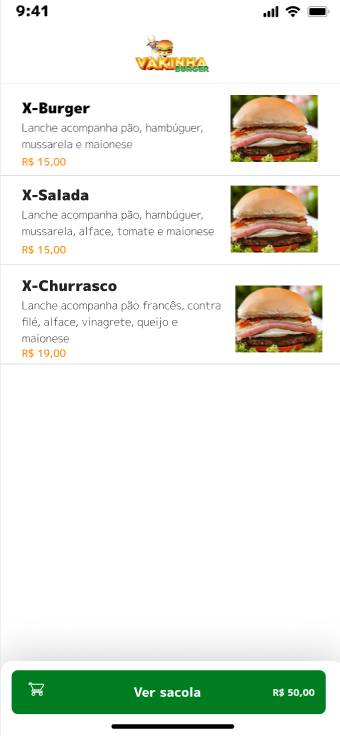 9:41
VAKINHA
BURGER
X-Burger
Lanche acompanha pão, hambúguer,
mussarela e maionese
R$ 15,00
X-Salada
Lanche acompanha pão, hambúguer,
mussarela, alface, tomate e maionese
R$ 15,00
X-Churrasco
Lanche acompanha pão francês, contra
filé, alface, vinagrete, queijo e
maionese
R$ 19,00
Ver sacola R$ 50,00